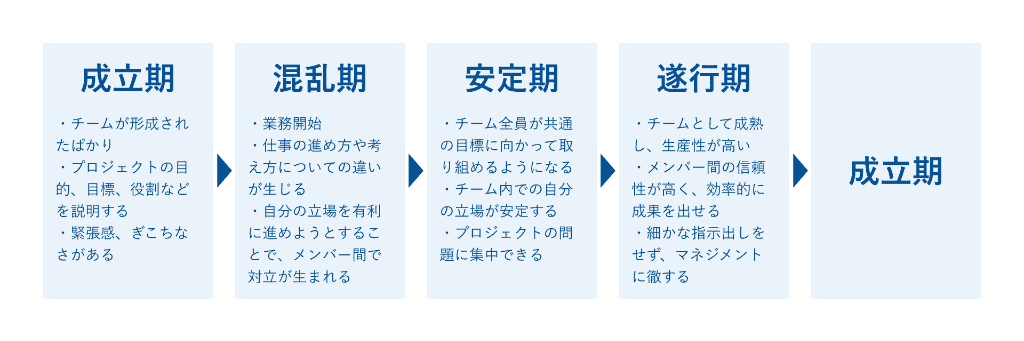 成立期
・チームが形成され
たばかり
・プロジェクトの目
的、目標、役割など
を説明する
・緊張感、ぎこちな
さがある
混乱期
・業務開始
・仕事の進め方や考
え方についての違い
が生じる
・自分の立場を有利
に進めようとするこ
とで、メンバー間で
対立が生まれる
安定期
・チーム全員が共通
の目標に向かって取
り組めるようになる
・チーム内での自分
の立場が安定する
・プロジェクトの問
題に集中できる
遂行期
・チームとして成熟
し、生産性が高い
・メンバー間の信頼
性が高く、効率的に
成果を出せる
・細かな指示出しを
せず、マネジメント
に徹する
成立期